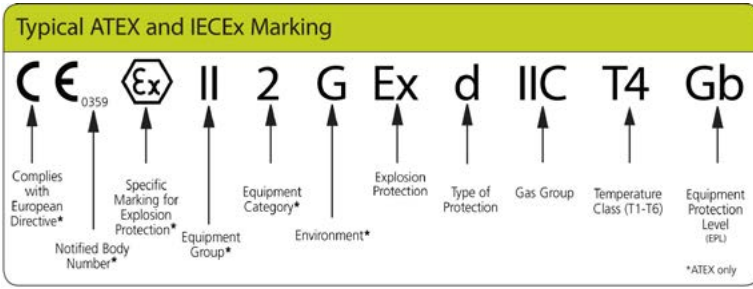 Typical ATEX and IECEx Marking
CE 0359 Ex II 2 G Ex d IIC T4 Gb
Complies
with
European
Directive*
Notified Body
Number*
Specific
Marking for
Explosion
Protection*
Equipment
Group*
Equipment
Category*
Environment*
Explosion
Protection
Type of
Protection
Gas Group
Temperature
Class (T1-T6)
Equipment
Protection
Level
(EPL)
*ATEX only